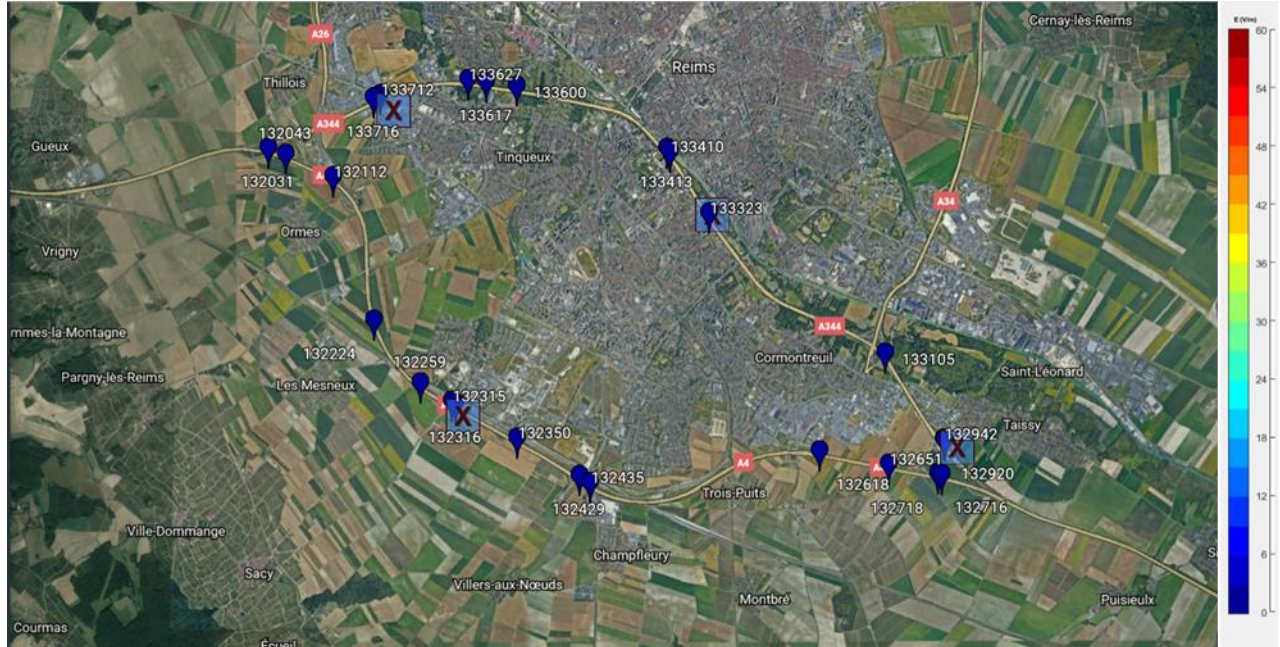 Cernay-lès-Reims
E (V/m)
60
A26
54
Reims
Thillois
133627
133712
133600
133617
48
A344
133716
132043
133410
Gueux
Tinqueux
132031
132112
133413
42
A34
133323
Ormes
Vrigny
36
mmes-la-Montagne
A344
30
132224
132259
Cormontreuil
133105
Saint-Léonard
Pargny-lès-Reims
Les Mesneux
24
132315
132316
132350
132942
Taissy
18
A4
132651
132435
132618
132920
132429
Trois-Puits
132718
132716
12
Ville-Dommange
Champfleury
S
Sacy
Villers-aux-Nœuds
Montbré
Puisieulx
6
Courmas
Écueil
0